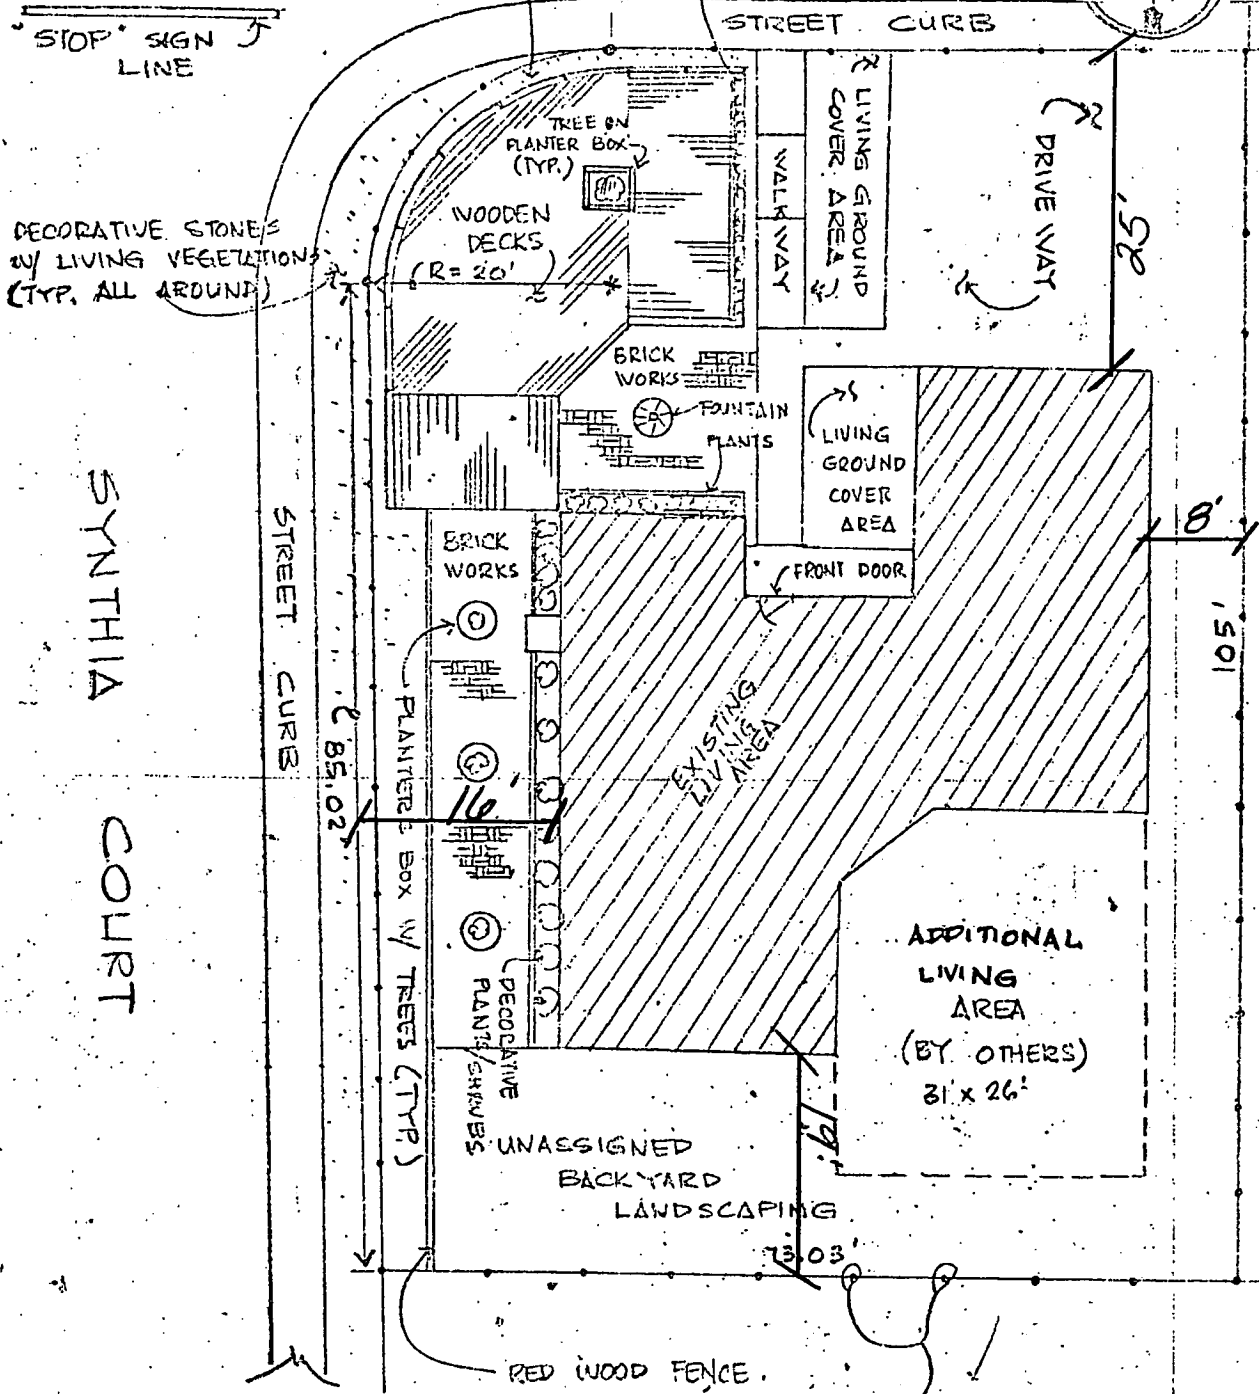 "STOP" SIGN
LINE
STREET CURB
TREE ON
PLANTER BOX
(TYP.)
WOODEN
DECKS
R = 20'
DECORATIVE STONES
W/ LIVING VEGETATIONS
(TYP. ALL AROUND)
WALKWAY
LIVING GROUND
COVER AREA
DRIVE WAY
25'
BRICK
WORKS
FOUNTAIN
PLANTS
LIVING
GROUND
COVER
AREA
FRONT DOOR
8'
105'
SYNTHIA COURT
STREET CURB
BRICK
WORKS
85.02'
16'
PLANTERS BOX W/ TREES (TYP.)
EXISTING
LIVING
AREA
DECORATIVE
PLANTS/SHRUBS
ADDITIONAL
LIVING
AREA
(BY OTHERS)
31' x 26'
19'
UNASSIGNED
BACKYARD
LANDSCAPING
73.03'
RED WOOD FENCE.